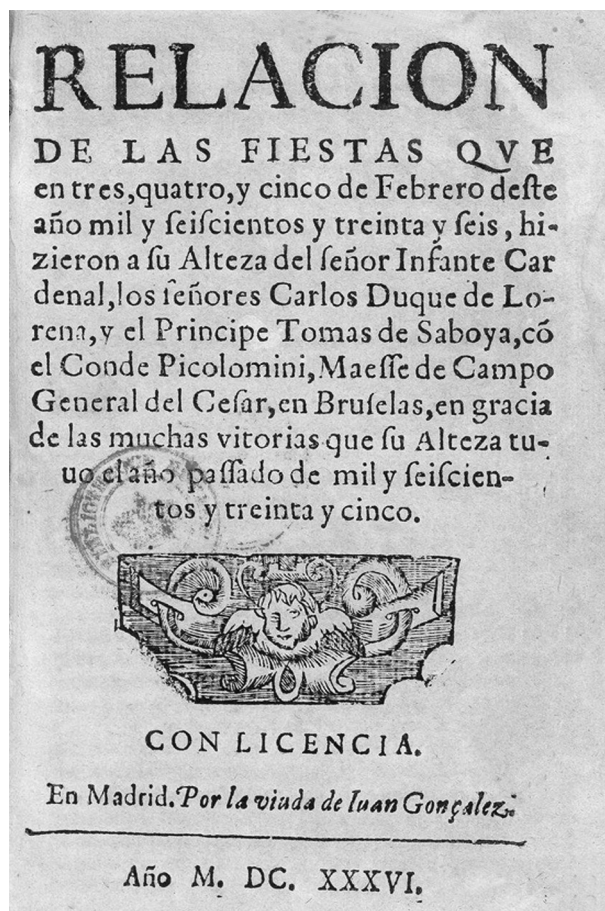 RELACION
DE LAS FIESTAS QVE
en tres, quatro, y cinco de Febrero deſte
año mil y ſeiſcientos y treinta y ſeis, hi-
zieron a ſu Alteza del ſeñor Infante Car
denal, los ſeñores Carlos Duque de Lo-
rena, y el Principe Tomas de Saboya, cõ
el Conde Picolomini, Maeſſe de Campo
General del Ceſar, en Bruſelas, en gracia
de las muchas vitorias que ſu Alteza tu-
uo el año paſſado de mil y ſeiſcien-
tos y treinta y cinco.
CON LICENCIA.
En Madrid. Por la viuda de Iuan Gonçalez.
Año M. DC. XXXVI.